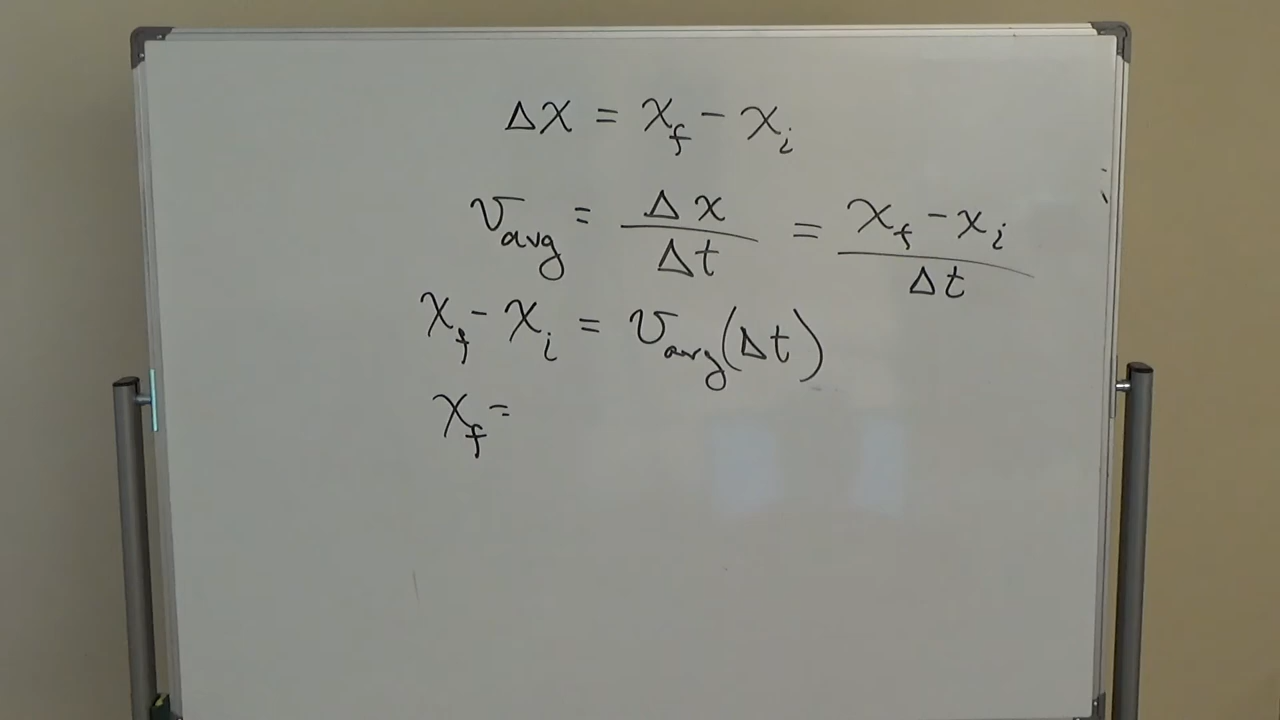 Δx = x_f - x_i
v_avg = Δx / Δt = (x_f - x_i) / Δt
x_f - x_i = v_avg(Δt)
x_f =